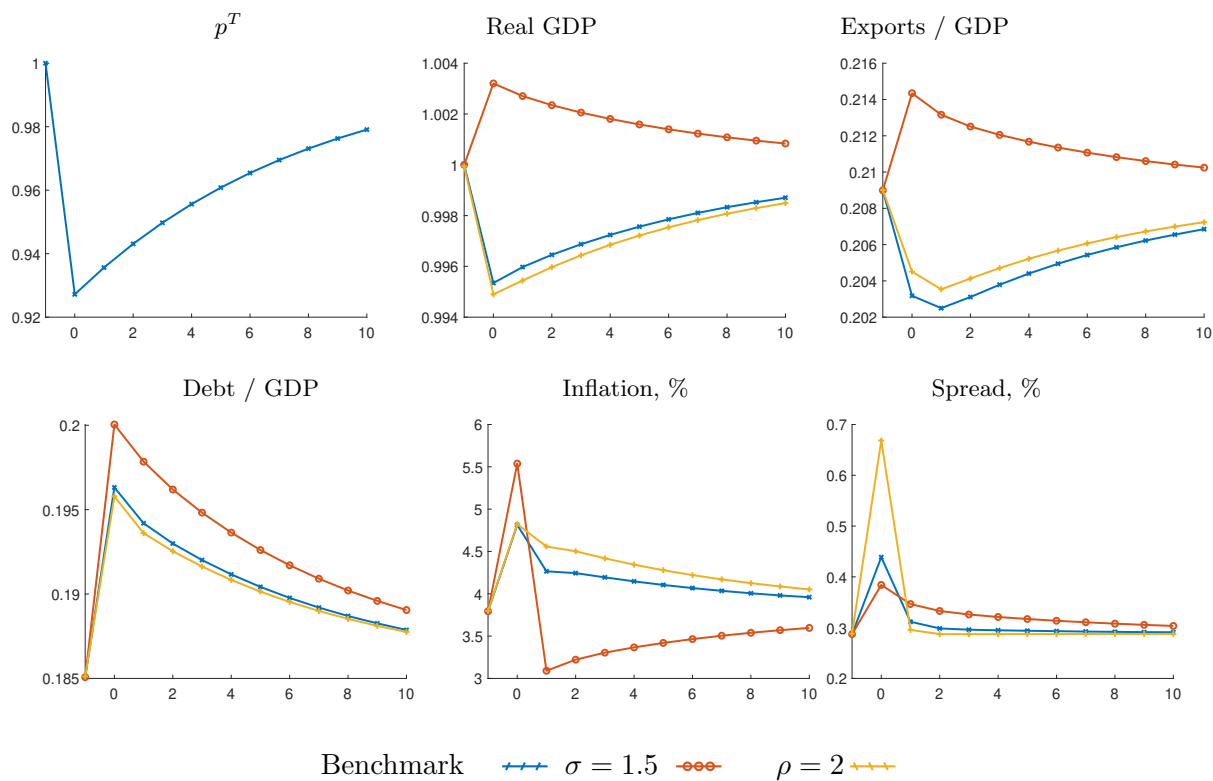 p^T Real GDP Exports / GDP
1 0.98 0.96 0.94 0.92
0 2 4 6 8 10
1.004 1.002 1 0.998 0.996 0.994
0 2 4 6 8 10
0.216 0.214 0.212 0.21 0.208 0.206 0.204 0.202
0 2 4 6 8 10
Debt / GDP Inflation, % Spread, %
0.2 0.195 0.19 0.185
0 2 4 6 8 10
6 5.5 5 4.5 4 3.5 3
0 2 4 6 8 10
0.7 0.6 0.5 0.4 0.3 0.2
0 2 4 6 8 10
Benchmark σ = 1.5 ρ = 2